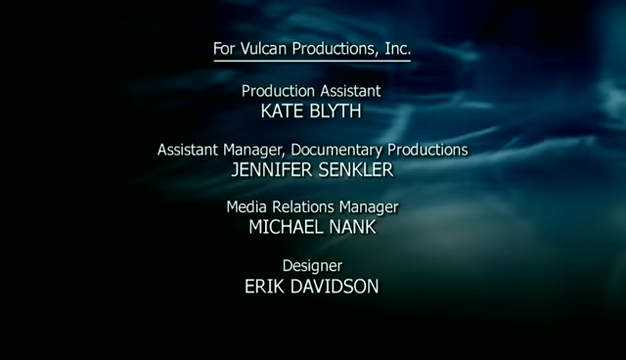 For Vulcan Productions, Inc.
Production Assistant
KATE BLYTH
Assistant Manager, Documentary Productions
JENNIFER SENKLER
Media Relations Manager
MICHAEL NANK
Designer
ERIK DAVIDSON